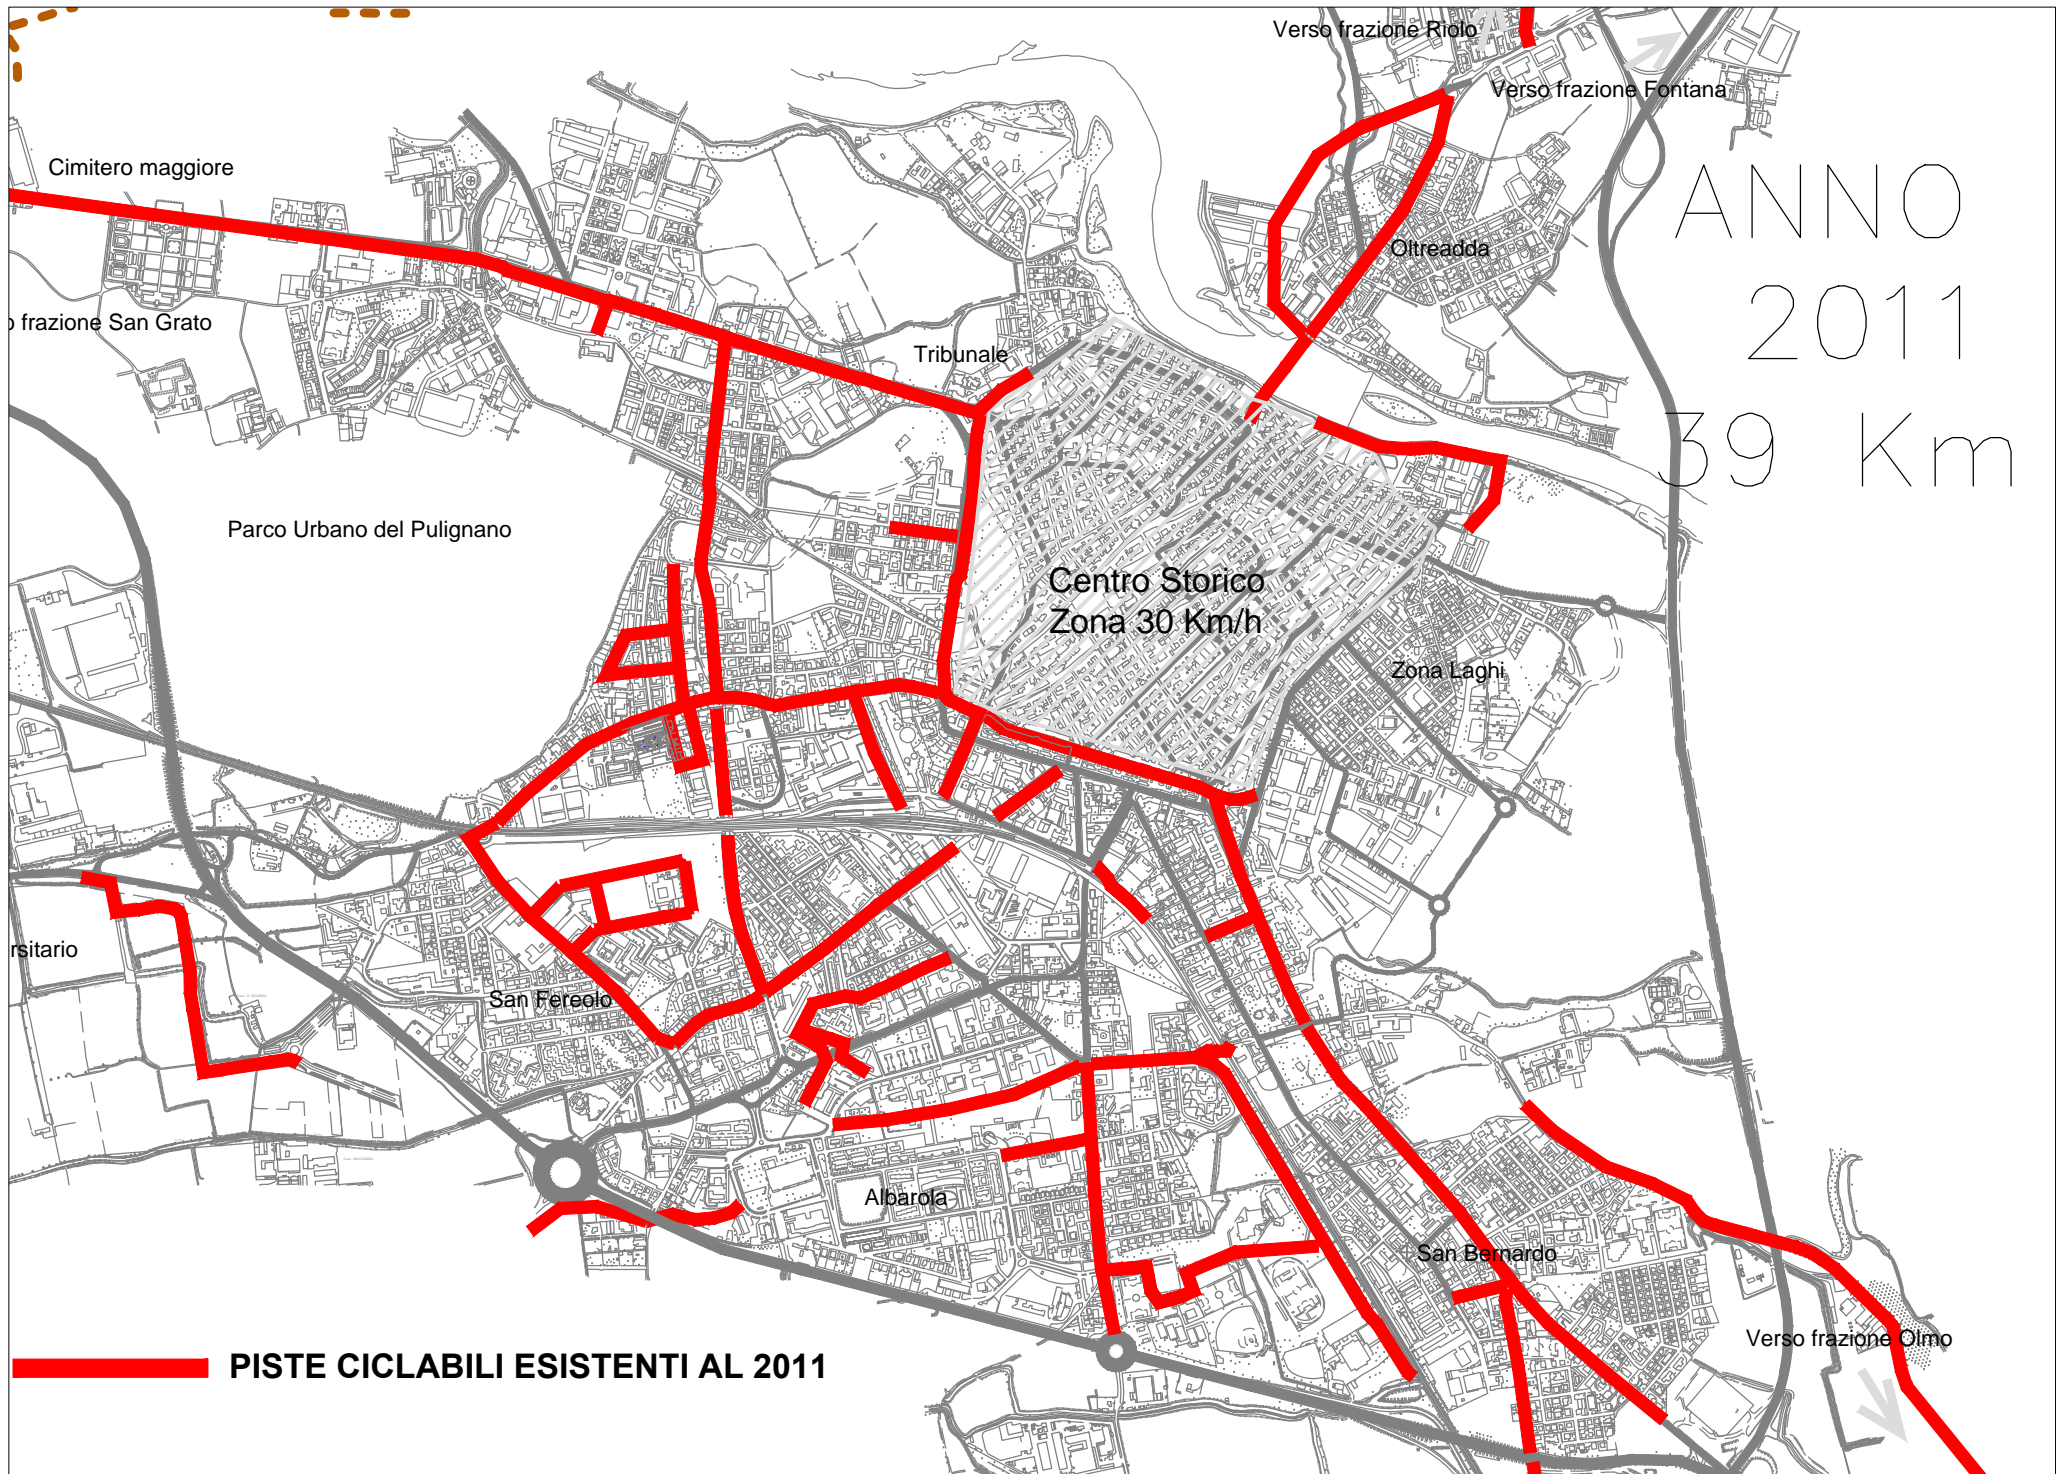 Verso frazione Riolo
Verso frazione Fontana
Cimitero maggiore
ANNO
2011
39 Km
Oltreadda
frazione San Grato
Tribunale
Parco Urbano del Pulignano
Centro Storico
Zona 30 Km/h
Zona Laghi
rsitario
San Fereolo
Albarola
San Bernardo
Verso frazione Olmo
PISTE CICLABILI ESISTENTI AL 2011